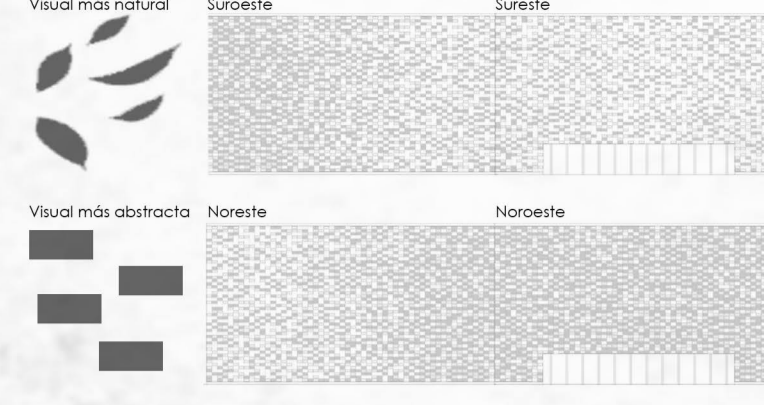 Visual más natural
Suroeste
Sureste
Visual más abstracta
Noreste
Noroeste